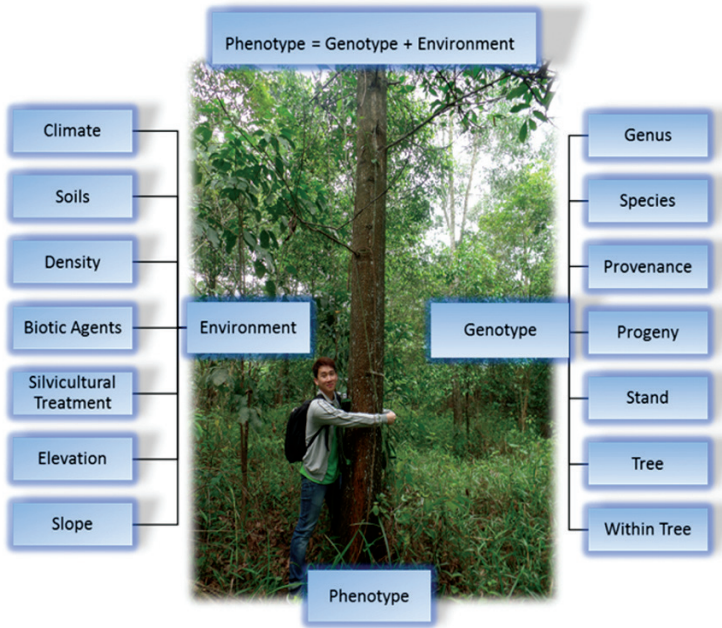 Phenotype = Genotype + Environment
Climate
Soils
Density
Biotic Agents
Silvicultural
Treatment
Elevation
Slope
Environment
Genotype
Genus
Species
Provenance
Progeny
Stand
Tree
Within Tree
Phenotype